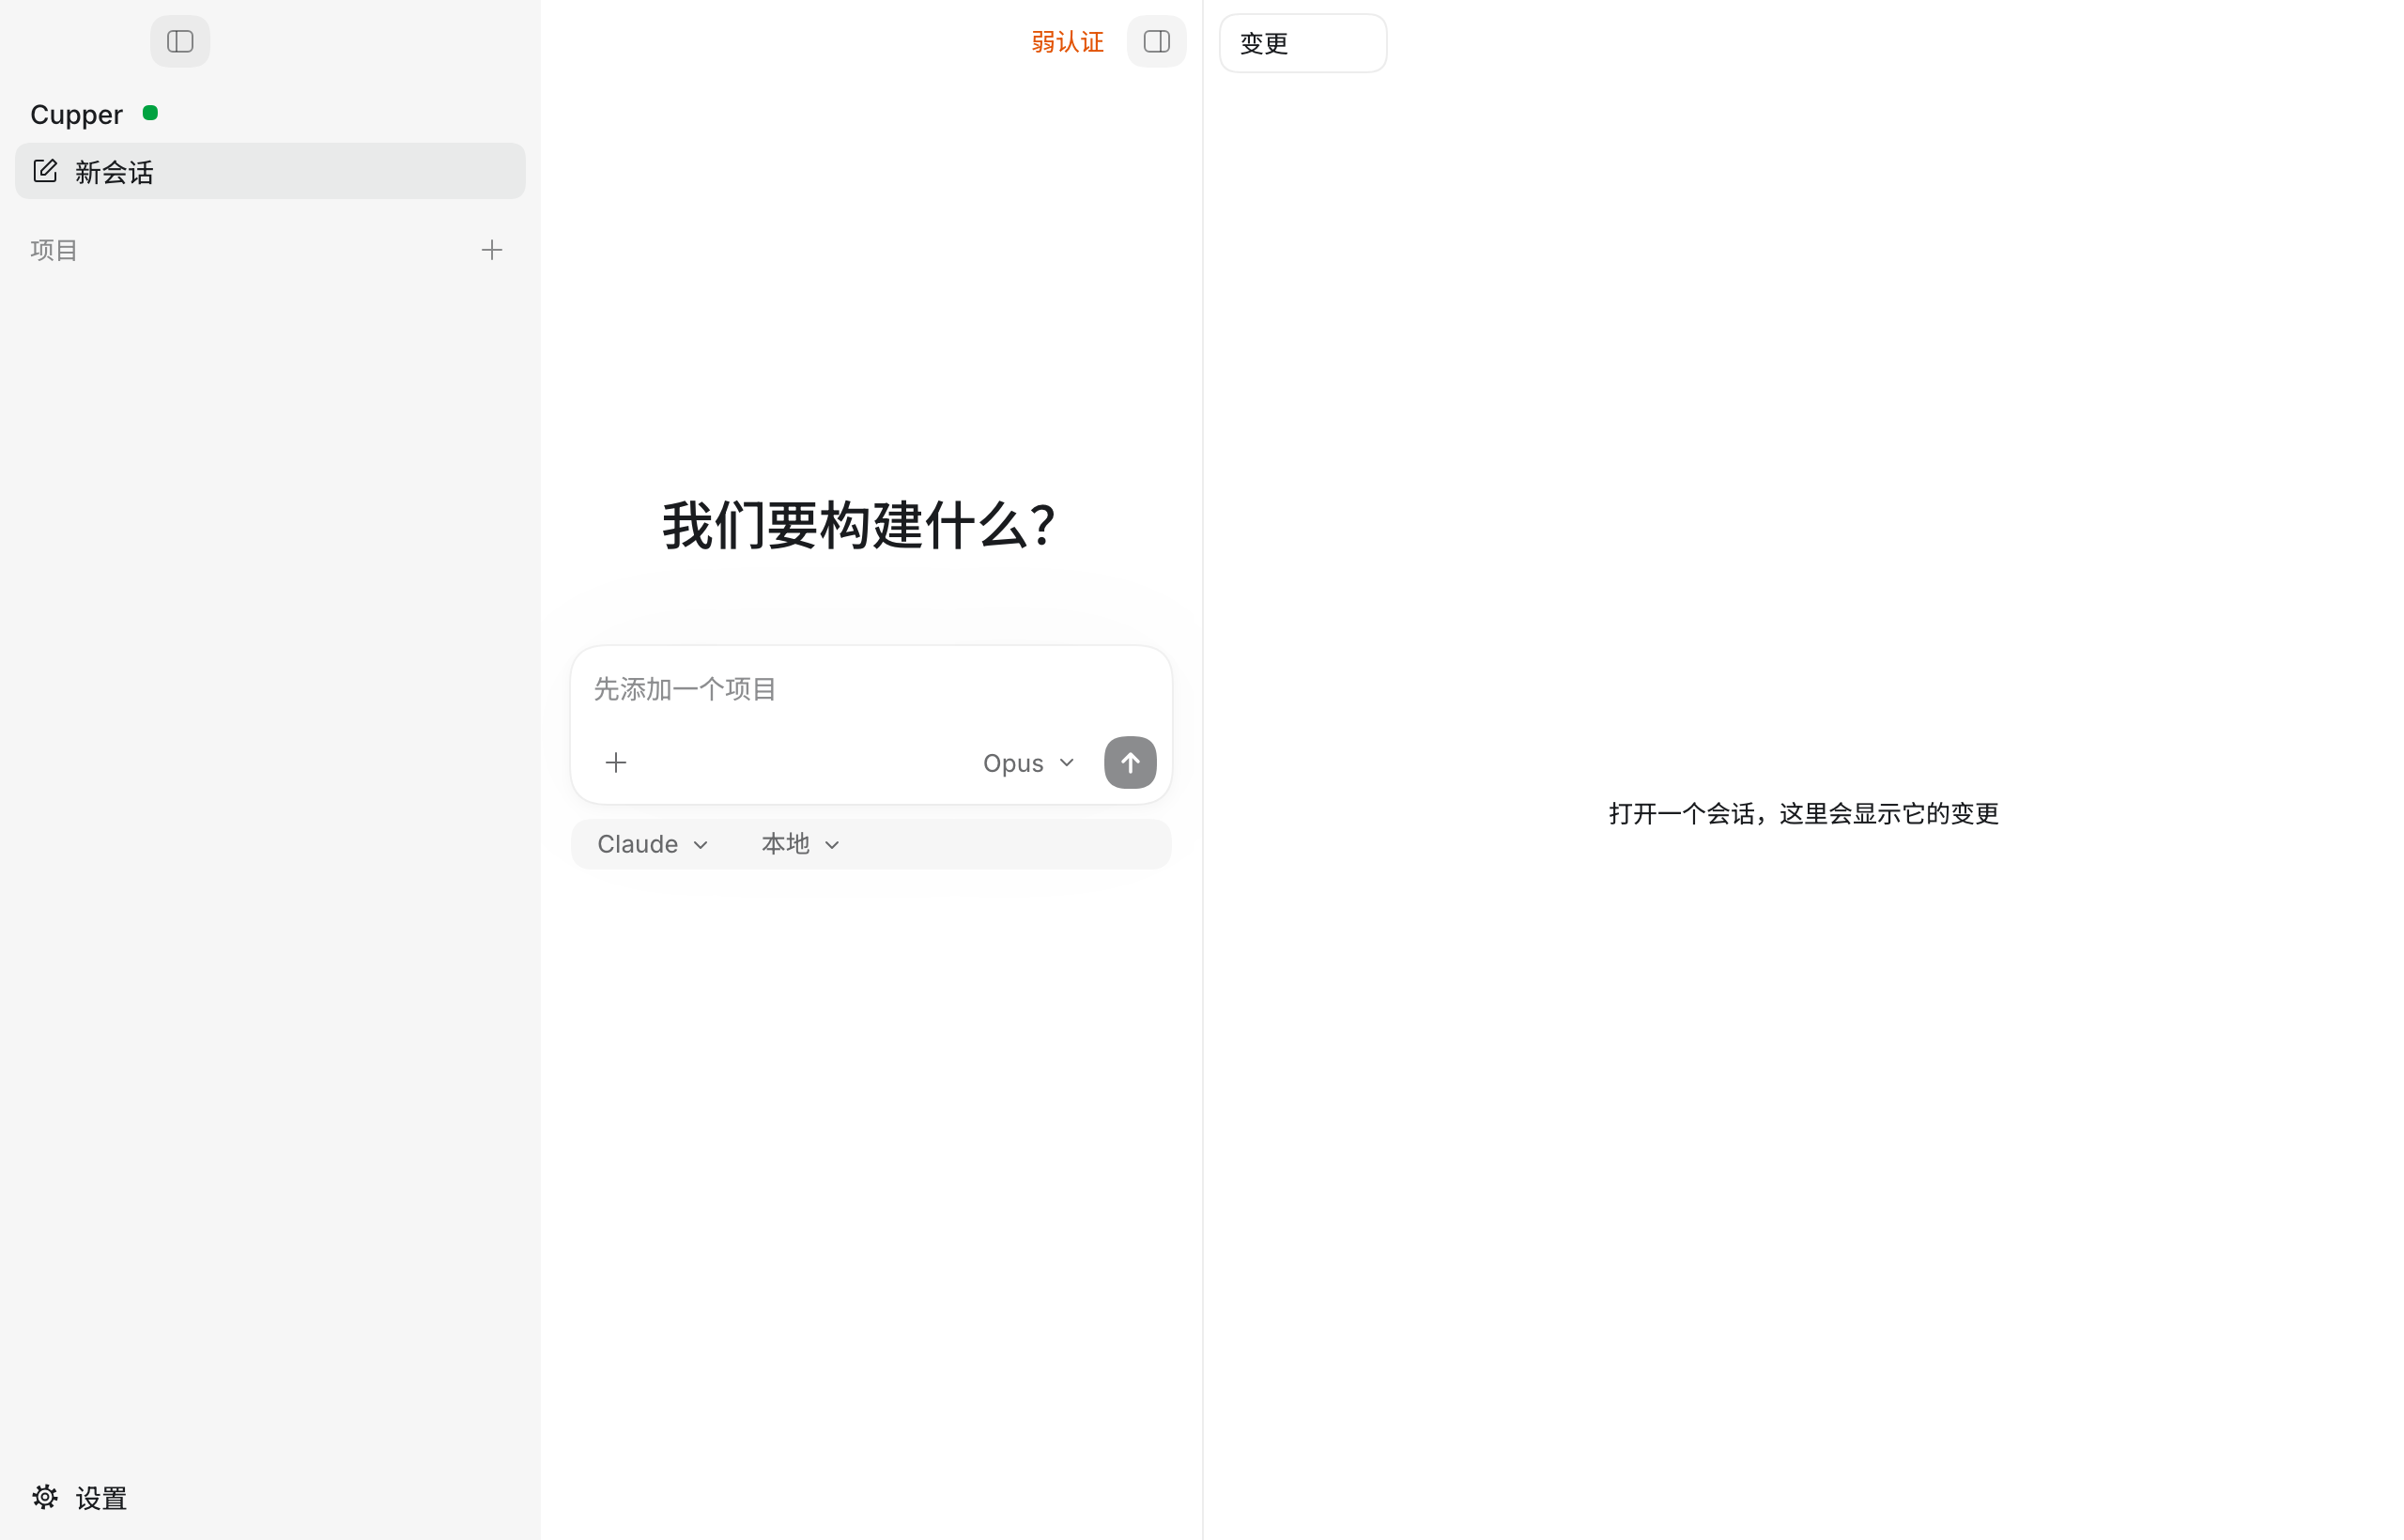 Cupper
新会话
项目
设置
弱认证
我们要构建什么？
先添加一个项目
Opus
Claude
本地
变更
打开一个会话，这里会显示它的变更